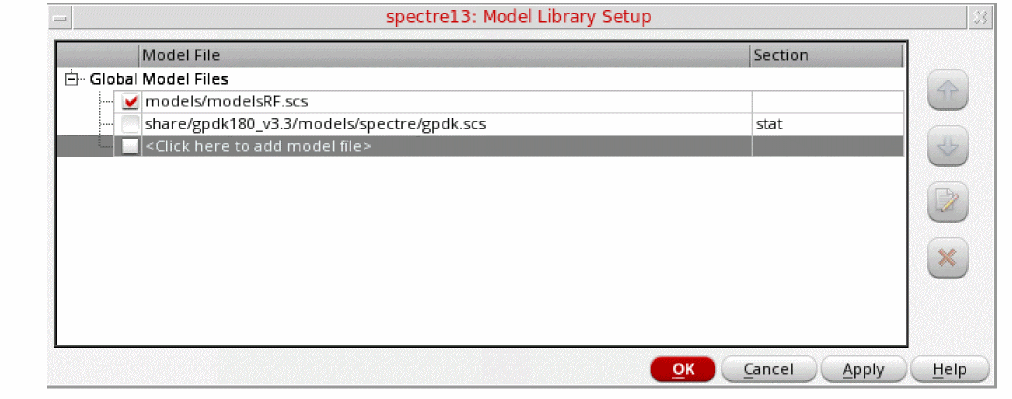 spectre13: Model Library Setup
Model File Section
Global Model Files
models/modelsRF.scs
share/gpdk180_v3.3/models/spectre/gpdk.scs stat
<Click here to add model file>
OK Cancel Apply Help